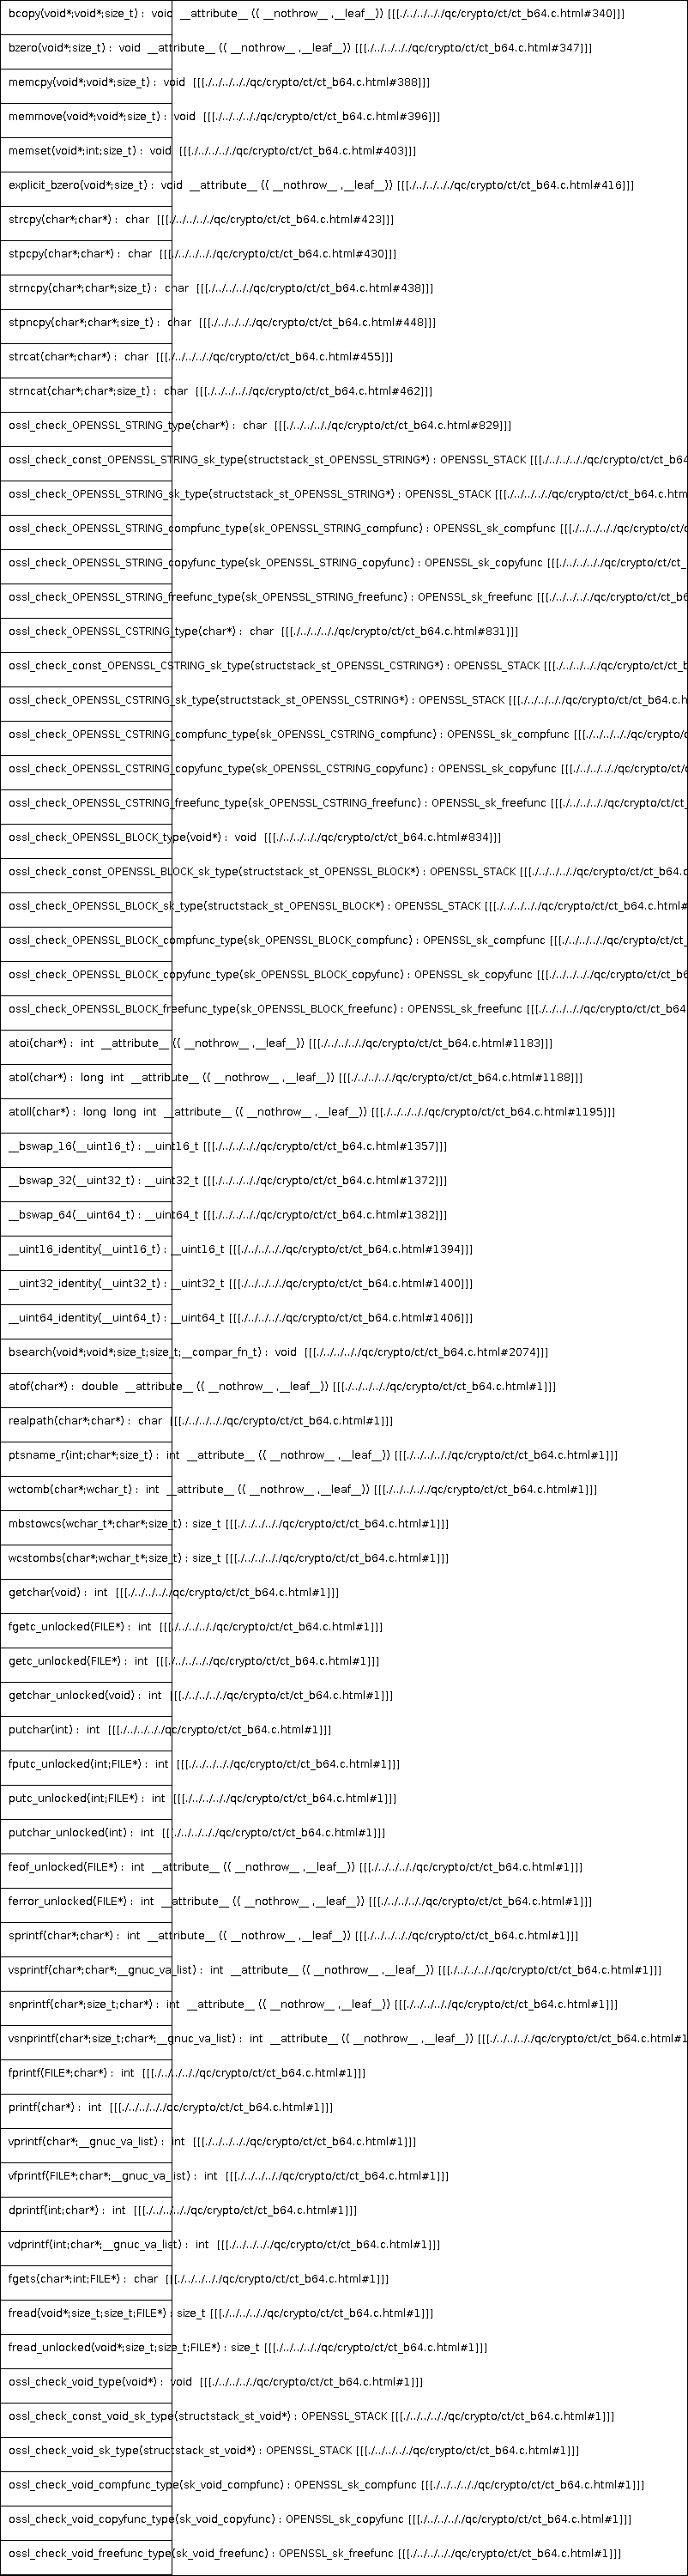 bcopy(void*;void*;size_t) :  void  __attribute__ (( __nothrow__ ,__leaf__)) [[[./../../../../qc/crypto/ct/ct_b64.c.html#340]]]
bzero(void*;size_t) :  void  __attribute__ (( __nothrow__ ,__leaf__)) [[[./../../../../qc/crypto/ct/ct_b64.c.html#347]]]
memcpy(void*;void*;size_t) :  void  [[[./../../../../qc/crypto/ct/ct_b64.c.html#388]]]
memmove(void*;void*;size_t) :  void  [[[./../../../../qc/crypto/ct/ct_b64.c.html#396]]]
memset(void*;int;size_t) :  void  [[[./../../../../qc/crypto/ct/ct_b64.c.html#403]]]
explicit_bzero(void*;size_t) :  void  __attribute__ (( __nothrow__ ,__leaf__)) [[[./../../../../qc/crypto/ct/ct_b64.c.html#416]]]
strcpy(char*;char*) :  char  [[[./../../../../qc/crypto/ct/ct_b64.c.html#423]]]
stpcpy(char*;char*) :  char  [[[./../../../../qc/crypto/ct/ct_b64.c.html#430]]]
strncpy(char*;char*;size_t) :  char  [[[./../../../../qc/crypto/ct/ct_b64.c.html#438]]]
stpncpy(char*;char*;size_t) :  char  [[[./../../../../qc/crypto/ct/ct_b64.c.html#448]]]
strcat(char*;char*) :  char  [[[./../../../../qc/crypto/ct/ct_b64.c.html#455]]]
strncat(char*;char*;size_t) :  char  [[[./../../../../qc/crypto/ct/ct_b64.c.html#462]]]
ossl_check_OPENSSL_STRING_type(char*) :  char  [[[./../../../../qc/crypto/ct/ct_b64.c.html#829]]]
ossl_check_const_OPENSSL_STRING_sk_type(structstack_st_OPENSSL_STRING*) : OPENSSL_STACK [[[./../../../../qc/crypto/ct/ct_b64
ossl_check_OPENSSL_STRING_sk_type(structstack_st_OPENSSL_STRING*) : OPENSSL_STACK [[[./../../../../qc/crypto/ct/ct_b64.c.htm
ossl_check_OPENSSL_STRING_compfunc_type(sk_OPENSSL_STRING_compfunc) : OPENSSL_sk_compfunc [[[./../../../../qc/crypto/ct/c
ossl_check_OPENSSL_STRING_copyfunc_type(sk_OPENSSL_STRING_copyfunc) : OPENSSL_sk_copyfunc [[[./../../../../qc/crypto/ct/ct_
ossl_check_OPENSSL_STRING_freefunc_type(sk_OPENSSL_STRING_freefunc) : OPENSSL_sk_freefunc [[[./../../../../qc/crypto/ct/ct_b6
ossl_check_OPENSSL_CSTRING_type(char*) :  char  [[[./../../../../qc/crypto/ct/ct_b64.c.html#831]]]
ossl_check_const_OPENSSL_CSTRING_sk_type(structstack_st_OPENSSL_CSTRING*) : OPENSSL_STACK [[[./../../../../qc/crypto/ct/ct_b
ossl_check_OPENSSL_CSTRING_sk_type(structstack_st_OPENSSL_CSTRING*) : OPENSSL_STACK [[[./../../../../qc/crypto/ct/ct_b64.c.h
ossl_check_OPENSSL_CSTRING_compfunc_type(sk_OPENSSL_CSTRING_compfunc) : OPENSSL_sk_compfunc [[[./../../../../qc/crypto/c
ossl_check_OPENSSL_CSTRING_copyfunc_type(sk_OPENSSL_CSTRING_copyfunc) : OPENSSL_sk_copyfunc [[[./../../../../qc/crypto/ct/c
ossl_check_OPENSSL_CSTRING_freefunc_type(sk_OPENSSL_CSTRING_freefunc) : OPENSSL_sk_freefunc [[[./../../../../qc/crypto/ct/ct_
ossl_check_OPENSSL_BLOCK_type(void*) :  void  [[[./../../../../qc/crypto/ct/ct_b64.c.html#834]]]
ossl_check_const_OPENSSL_BLOCK_sk_type(structstack_st_OPENSSL_BLOCK*) : OPENSSL_STACK [[[./../../../../qc/crypto/ct/ct_b64.c
ossl_check_OPENSSL_BLOCK_sk_type(structstack_st_OPENSSL_BLOCK*) : OPENSSL_STACK [[[./../../../../qc/crypto/ct/ct_b64.c.html#
ossl_check_OPENSSL_BLOCK_compfunc_type(sk_OPENSSL_BLOCK_compfunc) : OPENSSL_sk_compfunc [[[./../../../../qc/crypto/ct/ct_
ossl_check_OPENSSL_BLOCK_copyfunc_type(sk_OPENSSL_BLOCK_copyfunc) : OPENSSL_sk_copyfunc [[[./../../../../qc/crypto/ct/ct_b6
ossl_check_OPENSSL_BLOCK_freefunc_type(sk_OPENSSL_BLOCK_freefunc) : OPENSSL_sk_freefunc [[[./../../../../qc/crypto/ct/ct_b64
atoi(char*) :  int  __attribute__ (( __nothrow__ ,__leaf__)) [[[./../../../../qc/crypto/ct/ct_b64.c.html#1183]]]
atol(char*) :  long  int  __attribute__ (( __nothrow__ ,__leaf__)) [[[./../../../../qc/crypto/ct/ct_b64.c.html#1188]]]
atoll(char*) :  long  long  int  __attribute__ (( __nothrow__ ,__leaf__)) [[[./../../../../qc/crypto/ct/ct_b64.c.html#1195]]]
__bswap_16(__uint16_t) : __uint16_t [[[./../../../../qc/crypto/ct/ct_b64.c.html#1357]]]
__bswap_32(__uint32_t) : __uint32_t [[[./../../../../qc/crypto/ct/ct_b64.c.html#1372]]]
__bswap_64(__uint64_t) : __uint64_t [[[./../../../../qc/crypto/ct/ct_b64.c.html#1382]]]
__uint16_identity(__uint16_t) : __uint16_t [[[./../../../../qc/crypto/ct/ct_b64.c.html#1394]]]
__uint32_identity(__uint32_t) : __uint32_t [[[./../../../../qc/crypto/ct/ct_b64.c.html#1400]]]
__uint64_identity(__uint64_t) : __uint64_t [[[./../../../../qc/crypto/ct/ct_b64.c.html#1406]]]
bsearch(void*;void*;size_t;size_t;__compar_fn_t) :  void  [[[./../../../../qc/crypto/ct/ct_b64.c.html#2074]]]
atof(char*) :  double  __attribute__ (( __nothrow__ ,__leaf__)) [[[./../../../../qc/crypto/ct/ct_b64.c.html#1]]]
realpath(char*;char*) :  char  [[[./../../../../qc/crypto/ct/ct_b64.c.html#1]]]
ptsname_r(int;char*;size_t) :  int  __attribute__ (( __nothrow__ ,__leaf__)) [[[./../../../../qc/crypto/ct/ct_b64.c.html#1]]]
wctomb(char*;wchar_t) :  int  __attribute__ (( __nothrow__ ,__leaf__)) [[[./../../../../qc/crypto/ct/ct_b64.c.html#1]]]
mbstowcs(wchar_t*;char*;size_t) : size_t [[[./../../../../qc/crypto/ct/ct_b64.c.html#1]]]
wcstombs(char*;wchar_t*;size_t) : size_t [[[./../../../../qc/crypto/ct/ct_b64.c.html#1]]]
getchar(void) :  int  [[[./../../../../qc/crypto/ct/ct_b64.c.html#1]]]
fgetc_unlocked(FILE*) :  int  [[[./../../../../qc/crypto/ct/ct_b64.c.html#1]]]
getc_unlocked(FILE*) :  int  [[[./../../../../qc/crypto/ct/ct_b64.c.html#1]]]
getchar_unlocked(void) :  int  [[[./../../../../qc/crypto/ct/ct_b64.c.html#1]]]
putchar(int) :  int  [[[./../../../../qc/crypto/ct/ct_b64.c.html#1]]]
fputc_unlocked(int;FILE*) :  int  [[[./../../../../qc/crypto/ct/ct_b64.c.html#1]]]
putc_unlocked(int;FILE*) :  int  [[[./../../../../qc/crypto/ct/ct_b64.c.html#1]]]
putchar_unlocked(int) :  int  [[[./../../../../qc/crypto/ct/ct_b64.c.html#1]]]
feof_unlocked(FILE*) :  int  __attribute__ (( __nothrow__ ,__leaf__)) [[[./../../../../qc/crypto/ct/ct_b64.c.html#1]]]
ferror_unlocked(FILE*) :  int  __attribute__ (( __nothrow__ ,__leaf__)) [[[./../../../../qc/crypto/ct/ct_b64.c.html#1]]]
sprintf(char*;char*) :  int  __attribute__ (( __nothrow__ ,__leaf__)) [[[./../../../../qc/crypto/ct/ct_b64.c.html#1]]]
vsprintf(char*;char*;__gnuc_va_list) :  int  __attribute__ (( __nothrow__ ,__leaf__)) [[[./../../../../qc/crypto/ct/ct_b64.c.html#1]]]
snprintf(char*;size_t;char*) :  int  __attribute__ (( __nothrow__ ,__leaf__)) [[[./../../../../qc/crypto/ct/ct_b64.c.html#1]]]
vsnprintf(char*;size_t;char*;__gnuc_va_list) :  int  __attribute__ (( __nothrow__ ,__leaf__)) [[[./../../../../qc/crypto/ct/ct_b64.c.html#1
fprintf(FILE*;char*) :  int  [[[./../../../../qc/crypto/ct/ct_b64.c.html#1]]]
printf(char*) :  int  [[[./../../../../qc/crypto/ct/ct_b64.c.html#1]]]
vprintf(char*;__gnuc_va_list) :  int  [[[./../../../../qc/crypto/ct/ct_b64.c.html#1]]]
vfprintf(FILE*;char*;__gnuc_va_list) :  int  [[[./../../../../qc/crypto/ct/ct_b64.c.html#1]]]
dprintf(int;char*) :  int  [[[./../../../../qc/crypto/ct/ct_b64.c.html#1]]]
vdprintf(int;char*;__gnuc_va_list) :  int  [[[./../../../../qc/crypto/ct/ct_b64.c.html#1]]]
fgets(char*;int;FILE*) :  char  [[[./../../../../qc/crypto/ct/ct_b64.c.html#1]]]
fread(void*;size_t;size_t;FILE*) : size_t [[[./../../../../qc/crypto/ct/ct_b64.c.html#1]]]
fread_unlocked(void*;size_t;size_t;FILE*) : size_t [[[./../../../../qc/crypto/ct/ct_b64.c.html#1]]]
ossl_check_void_type(void*) :  void  [[[./../../../../qc/crypto/ct/ct_b64.c.html#1]]]
ossl_check_const_void_sk_type(structstack_st_void*) : OPENSSL_STACK [[[./../../../../qc/crypto/ct/ct_b64.c.html#1]]]
ossl_check_void_sk_type(structstack_st_void*) : OPENSSL_STACK [[[./../../../../qc/crypto/ct/ct_b64.c.html#1]]]
ossl_check_void_compfunc_type(sk_void_compfunc) : OPENSSL_sk_compfunc [[[./../../../../qc/crypto/ct/ct_b64.c.html#1]]]
ossl_check_void_copyfunc_type(sk_void_copyfunc) : OPENSSL_sk_copyfunc [[[./../../../../qc/crypto/ct/ct_b64.c.html#1]]]
ossl_check_void_freefunc_type(sk_void_freefunc) : OPENSSL_sk_freefunc [[[./../../../../qc/crypto/ct/ct_b64.c.html#1]]]